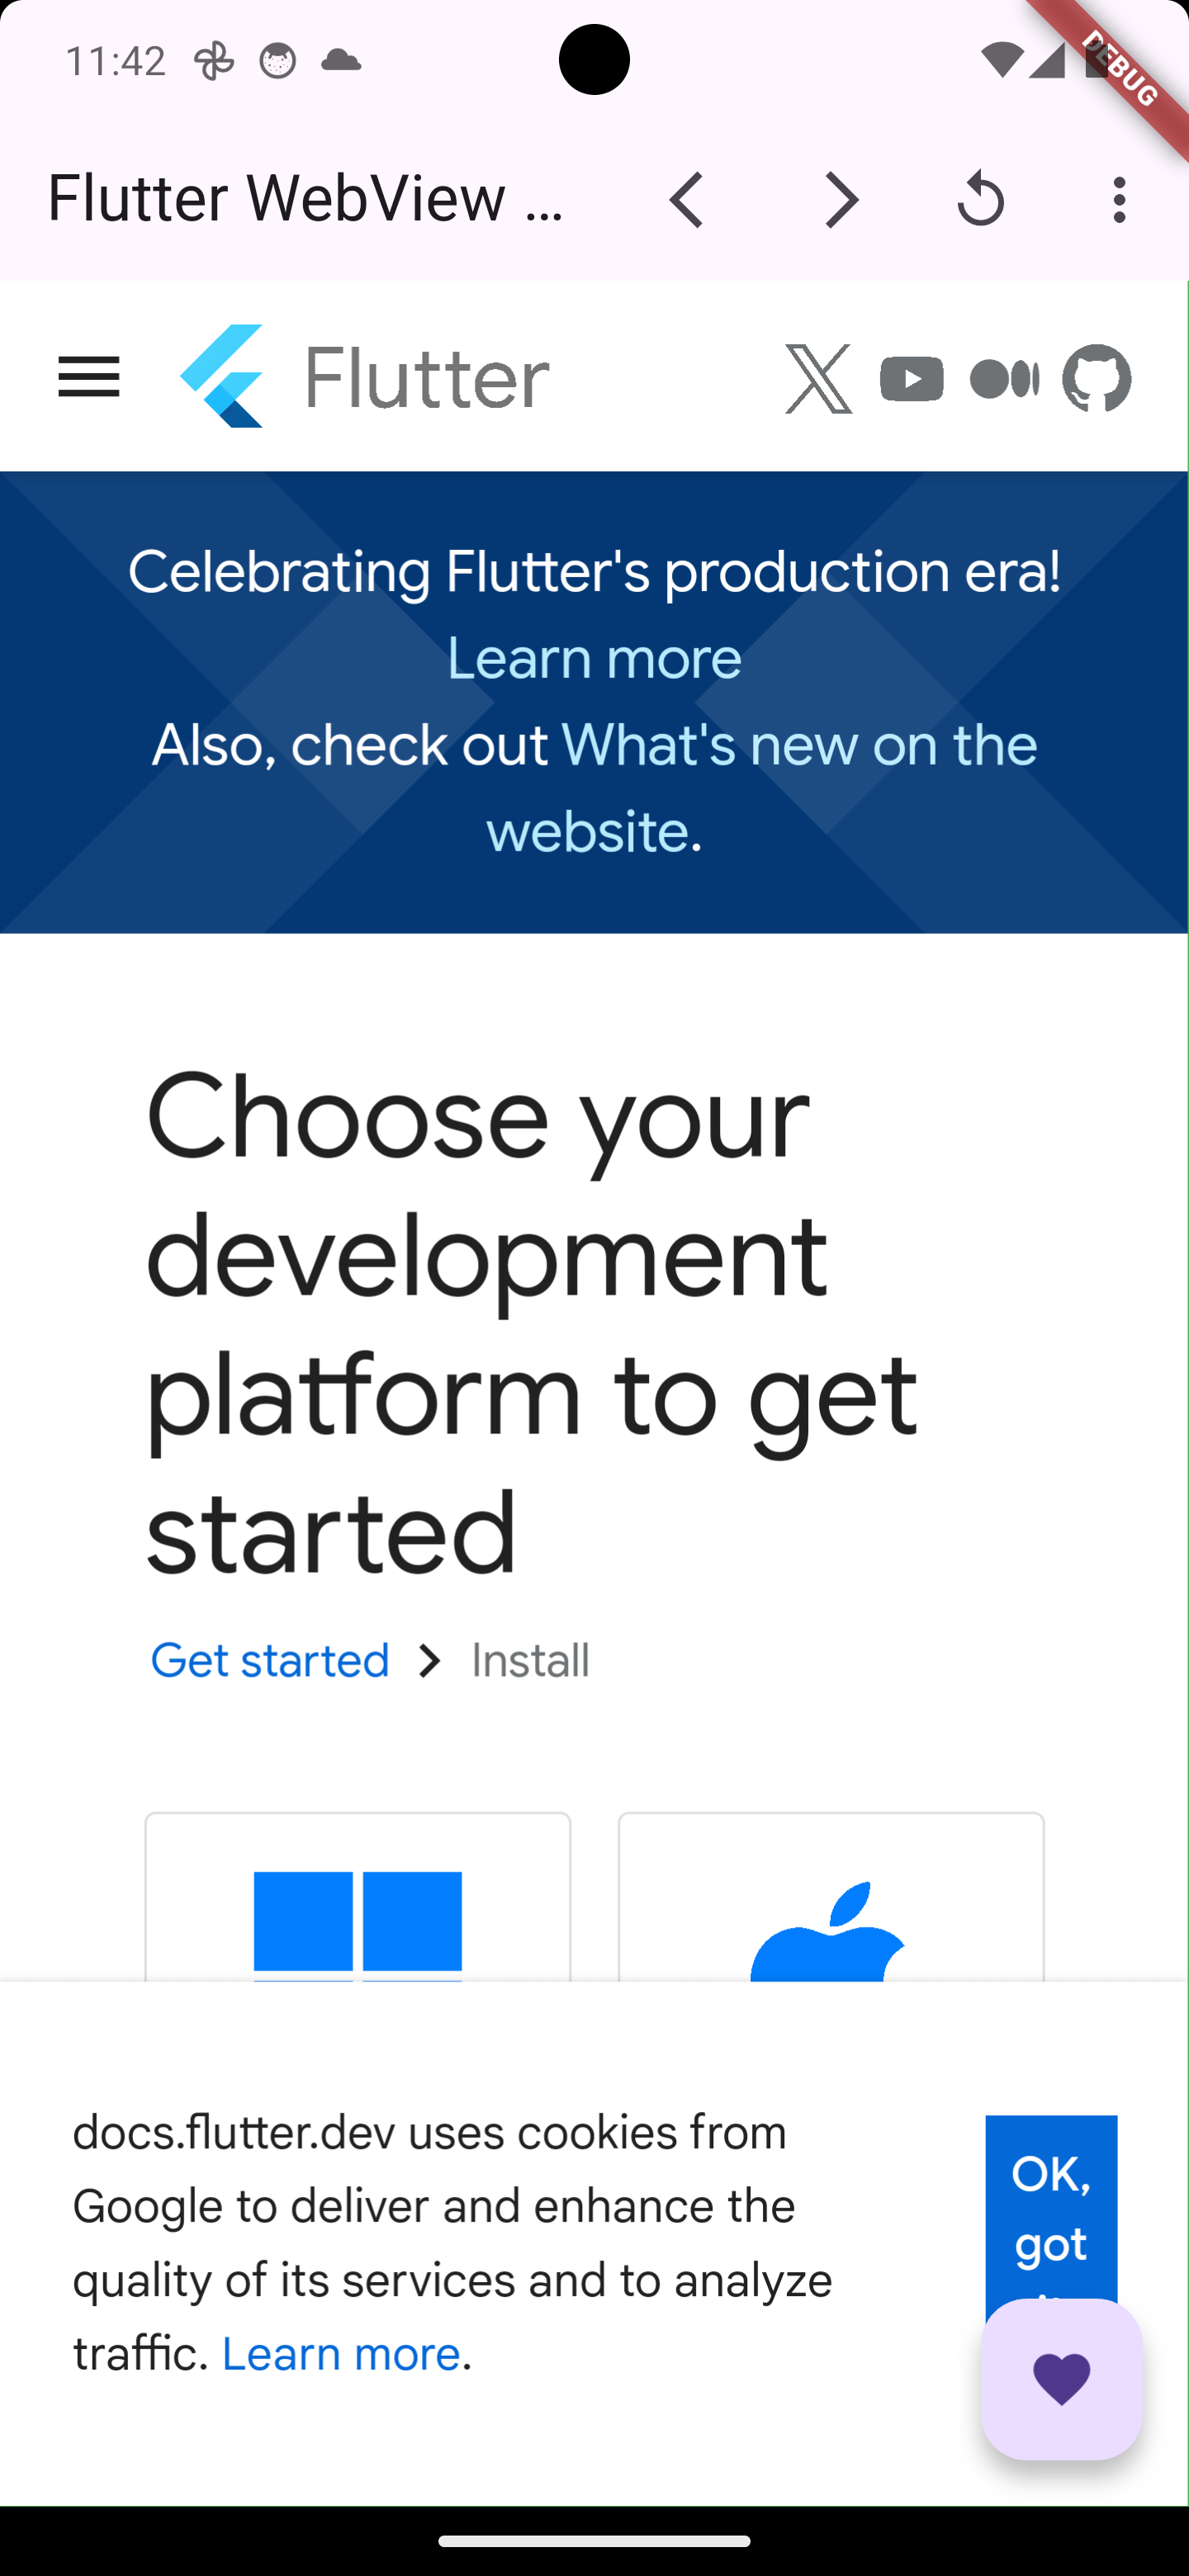 11:42
DEBUG
Flutter WebView ...
Flutter
Celebrating Flutter's production era!
Learn more
Also, check out What's new on the
website.
Choose your
development
platform to get
started
Get started > Install
docs.flutter.dev uses cookies from
Google to deliver and enhance the
quality of its services and to analyze
traffic. Learn more.
OK,
got